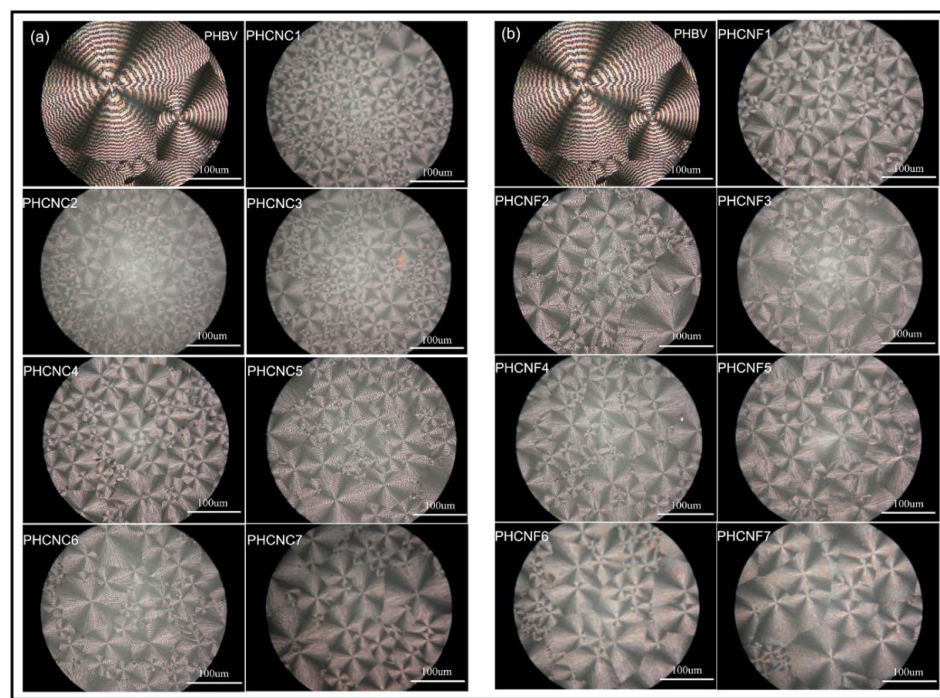 (a)
PHBV
100um
PHCNC1
100um
PHCNC2
100um
PHCNC3
100um
PHCNC4
100um
PHCNC5
100um
PHCNC6
100um
PHCNC7
100um
(b)
PHBV
100um
PHCNF1
100um
PHCNF2
100um
PHCNF3
100um
PHCNF4
100um
PHCNF5
100um
PHCNF6
100um
PHCNF7
100um